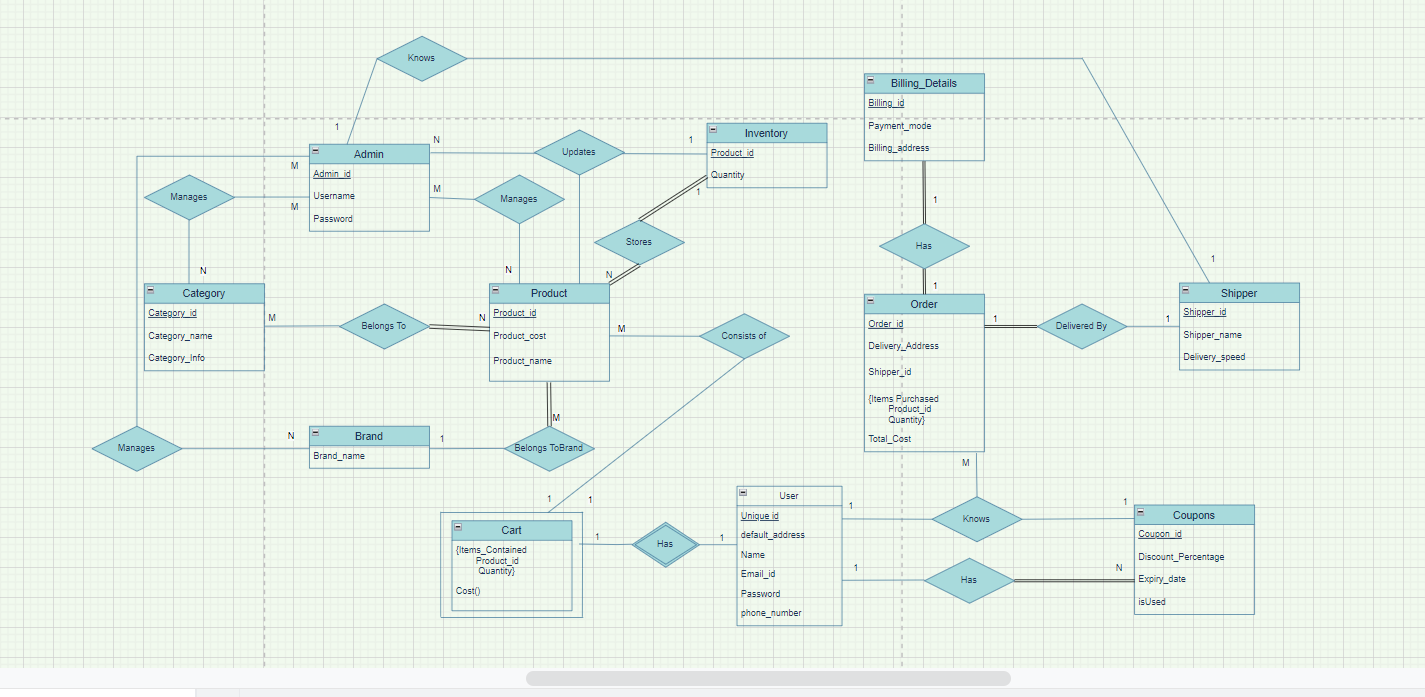 Knows
Billing_Details
Billing_id
Payment_mode
Billing_address
1
N
Updates
1
Inventory
Product_id
Quantity
Admin
Admin_id
Username
Password
M
M
Manages
M
Manages
1
Stores
N
N
N
1
Has
1
1
Category
Category_id
Category_name
Category_Info
M
Belongs To
N
Product
Product_id
Product_cost
Product_name
M
Consists of
Order
Order_id
Delivery_Address
Shipper_id
{Items Purchased
Product_id
Quantity}
Total_Cost
1
Delivered By
1
Shipper
Shipper_id
Shipper_name
Delivery_speed
M
Manages
N
Brand
Brand_name
1
Belongs ToBrand
M
1
1
Cart
{Items_Contained
Product_id
Quantity}
Cost()
1
Has
1
User
Unique id
default_address
Name
Email_id
Password
phone_number
1
Knows
1
Coupons
Coupon_id
Discount_Percentage
Expiry_date
isUsed
1
Has
N